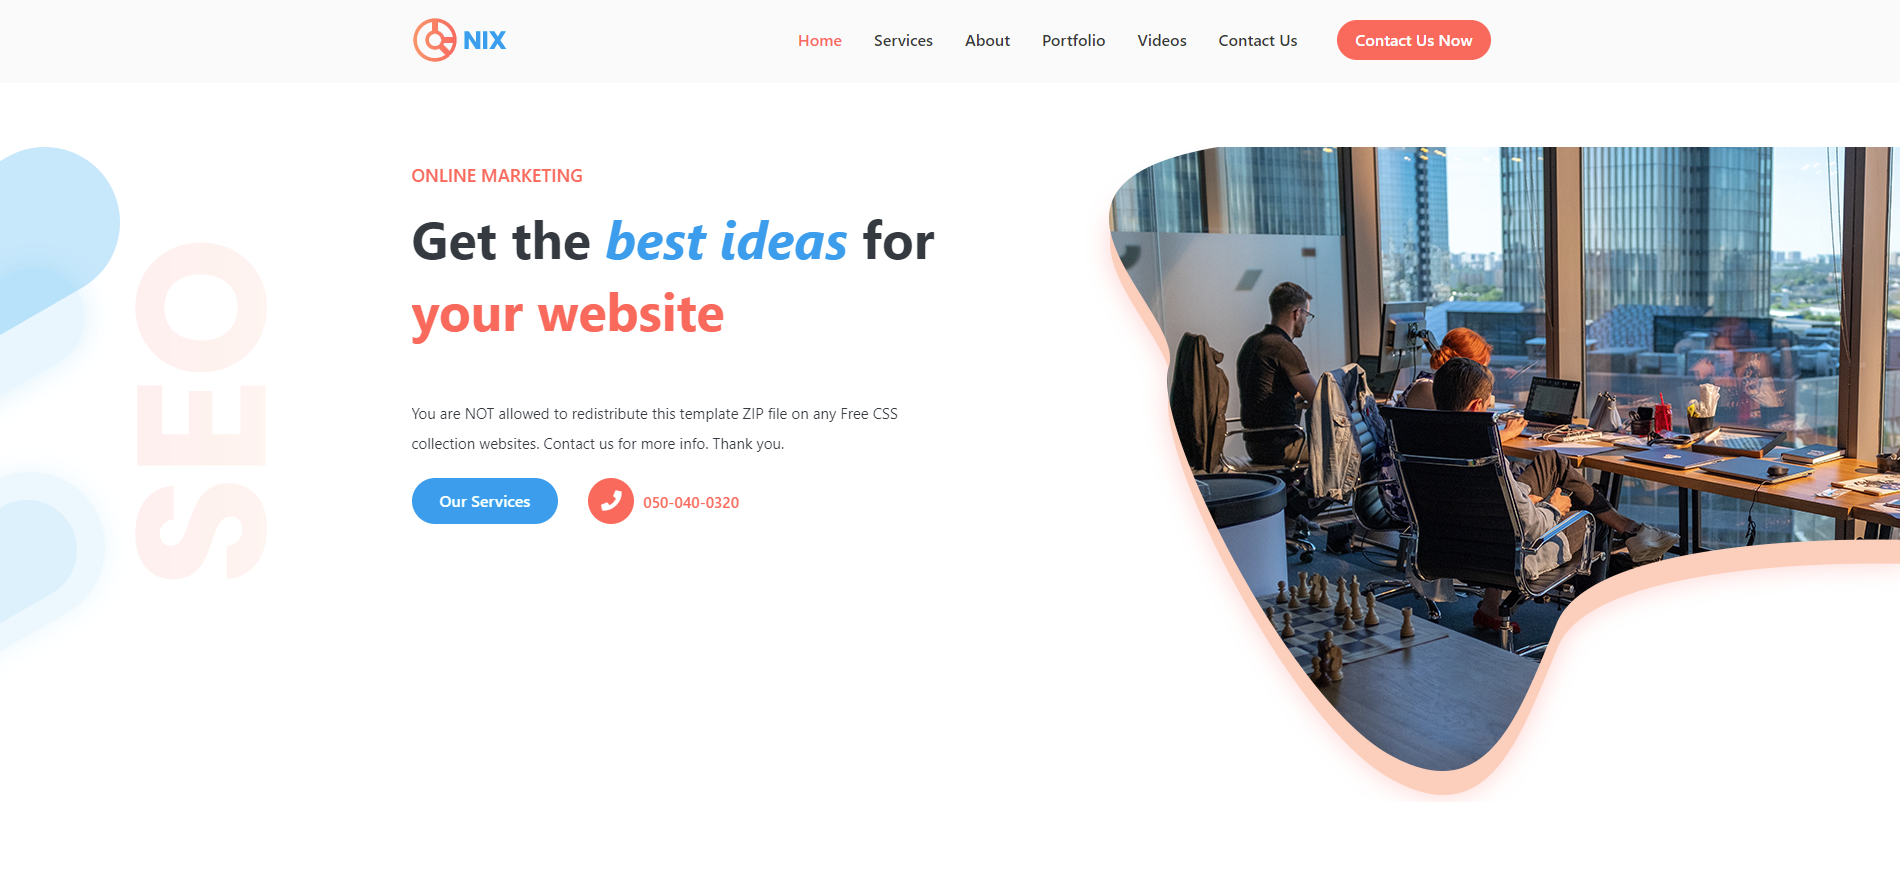 NIX
Home
Services
About
Portfolio
Videos
Contact Us
Contact Us Now
SEO
ONLINE MARKETING
Get the best ideas for
your website
You are NOT allowed to redistribute this template ZIP file on any Free CSS
collection websites. Contact us for more info. Thank you.
Our Services
050-040-0320